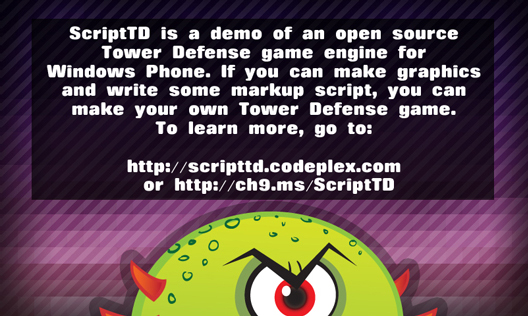 ScriptTD is a demo of an open source
Tower Defense game engine for
Windows Phone. If you can make graphics
and write some markup script, you can
make your own Tower Defense game.
To learn more, go to:
http://scripttd.codeplex.com
or http://ch9.ms/ScriptTD